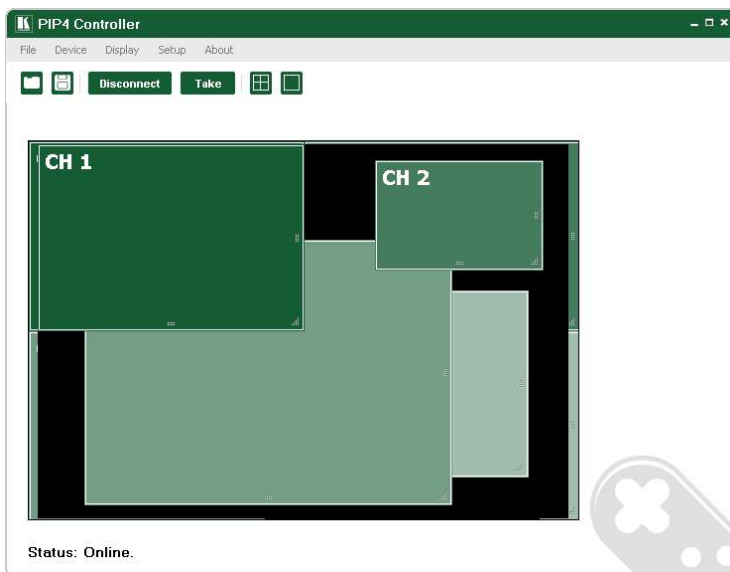 PIP4 Controller
File Device Display Setup About
Disconnect Take
CH 1
CH 2
Status: Online.